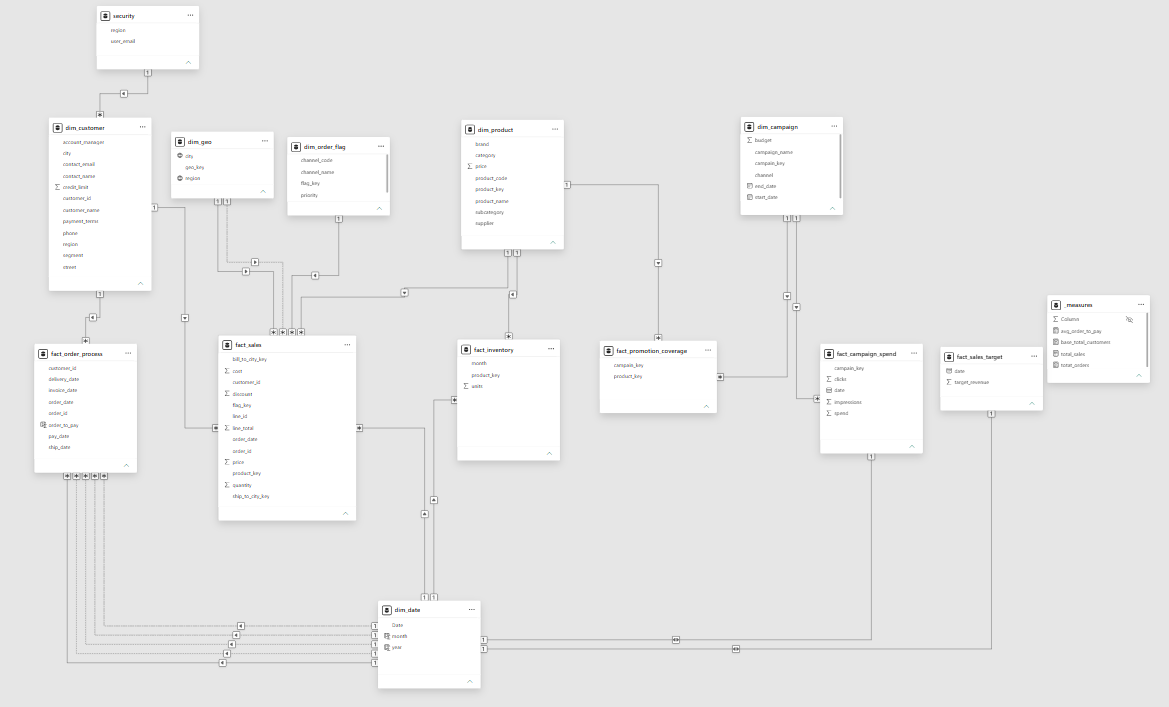 security
region
user_email
dim_customer
account_manager
city
contact_email
contact_name
credit_limit
customer_id
customer_name
payment_terms
phone
region
segment
street
dim_geo
city
geo_key
region
dim_order_flag
channel_code
channel_name
flag_key
priority
dim_product
brand
category
price
product_code
product_key
product_name
subcategory
supplier
dim_campaign
budget
campaign_name
campaign_key
channel
end_date
start_date
fact_order_process
customer_id
delivery_date
invoice_date
order_date
order_id
order_to_pay
pay_date
ship_date
fact_sales
bill_to_city_key
cost
customer_id
discount
flag_key
line_id
line_total
order_date
order_id
price
product_key
quantity
ship_to_city_key
fact_inventory
month
product_key
units
fact_promotion_coverage
campaign_key
product_key
fact_campaign_spend
campaign_key
clicks
date
impressions
spend
fact_sales_target
date
target_revenue
_measures
Column
avg_order_to_pay
base_total_customer
total_sales
total_orders
dim_date
Date
month
year